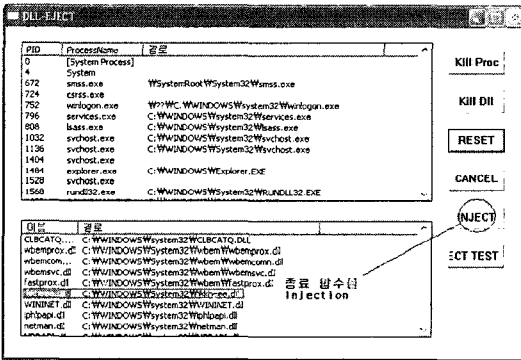 DLL-EJECT
PID ProcessName 경로
0 [System Process]
4 System
672 smss.exe ₩SystemRoot₩System32₩smss.exe
724 csrss.exe
752 winlogon.exe ₩??₩C:₩WINDOWS₩system32₩winlogon.exe
796 services.exe C:₩WINDOWS₩system32₩services.exe
808 lsass.exe C:₩WINDOWS₩system32₩lsass.exe
1032 svchost.exe C:₩WINDOWS₩system32₩svchost.exe
1136 svchost.exe C:₩WINDOWS₩System32₩svchost.exe
1404 svchost.exe
1484 explorer.exe C:₩WINDOWS₩Explorer.EXE
1528 svchost.exe
1568 rundll32.exe C:₩WINDOWS₩System32₩RUNDLL32.EXE
Kill Proc
Kill Dll
RESET
CANCEL
INJECT
ECT TEST
이름 경로
CLBCATQ.... C:₩WINDOWS₩system32₩CLBCATQ.DLL
wbemprox.dll C:₩WINDOWS₩system32₩wbem₩wbemprox.dll
wbemcom.... C:₩WINDOWS₩system32₩wbem₩wbemcomn.dll
wbemsvc.dll C:₩WINDOWS₩system32₩wbem₩wbemsvc.dll
fastprox.dll C:₩WINDOWS₩system32₩wbem₩fastprox.dll
C:₩WINDOWS₩System32₩
WININET.dll C:₩WINDOWS₩system32₩WININET.dll
iphlpapi.dll C:₩WINDOWS₩system32₩iphlpapi.dll
netman.dll C:₩WINDOWS₩System32₩netman.dll
종료 함수를
Injection